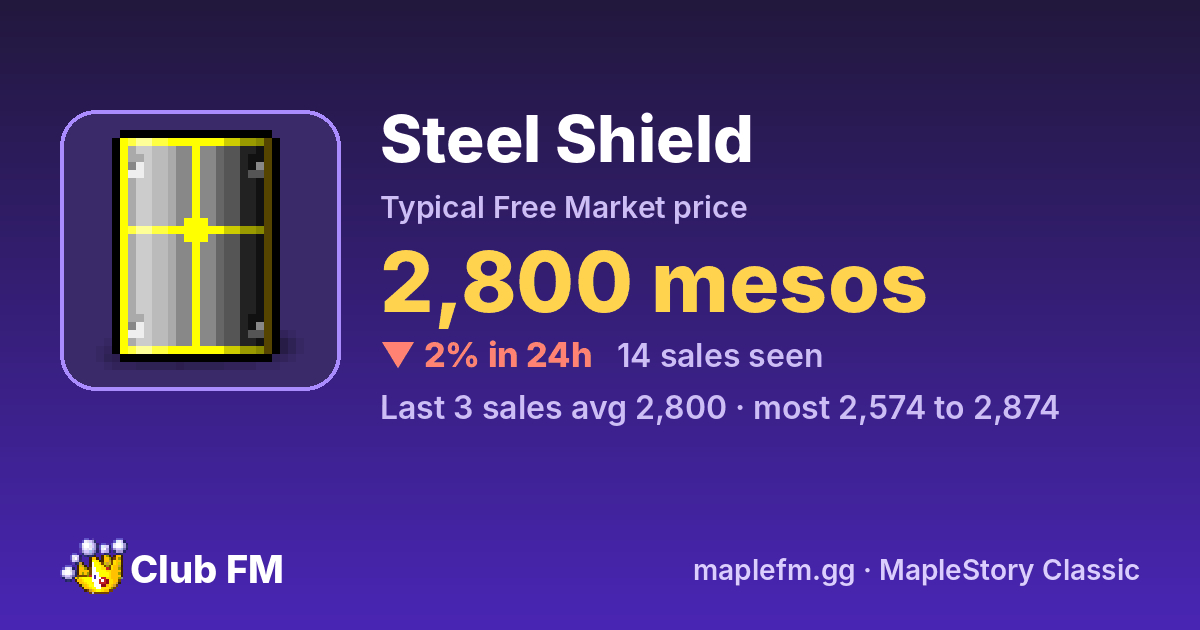 Steel Shield
Typical Free Market price
2,800 mesos
▼ 2% in 24h 14 sales seen
Last 3 sales avg 2,800 · most 2,574 to 2,874
Club FM
maplefm.gg · MapleStory Classic